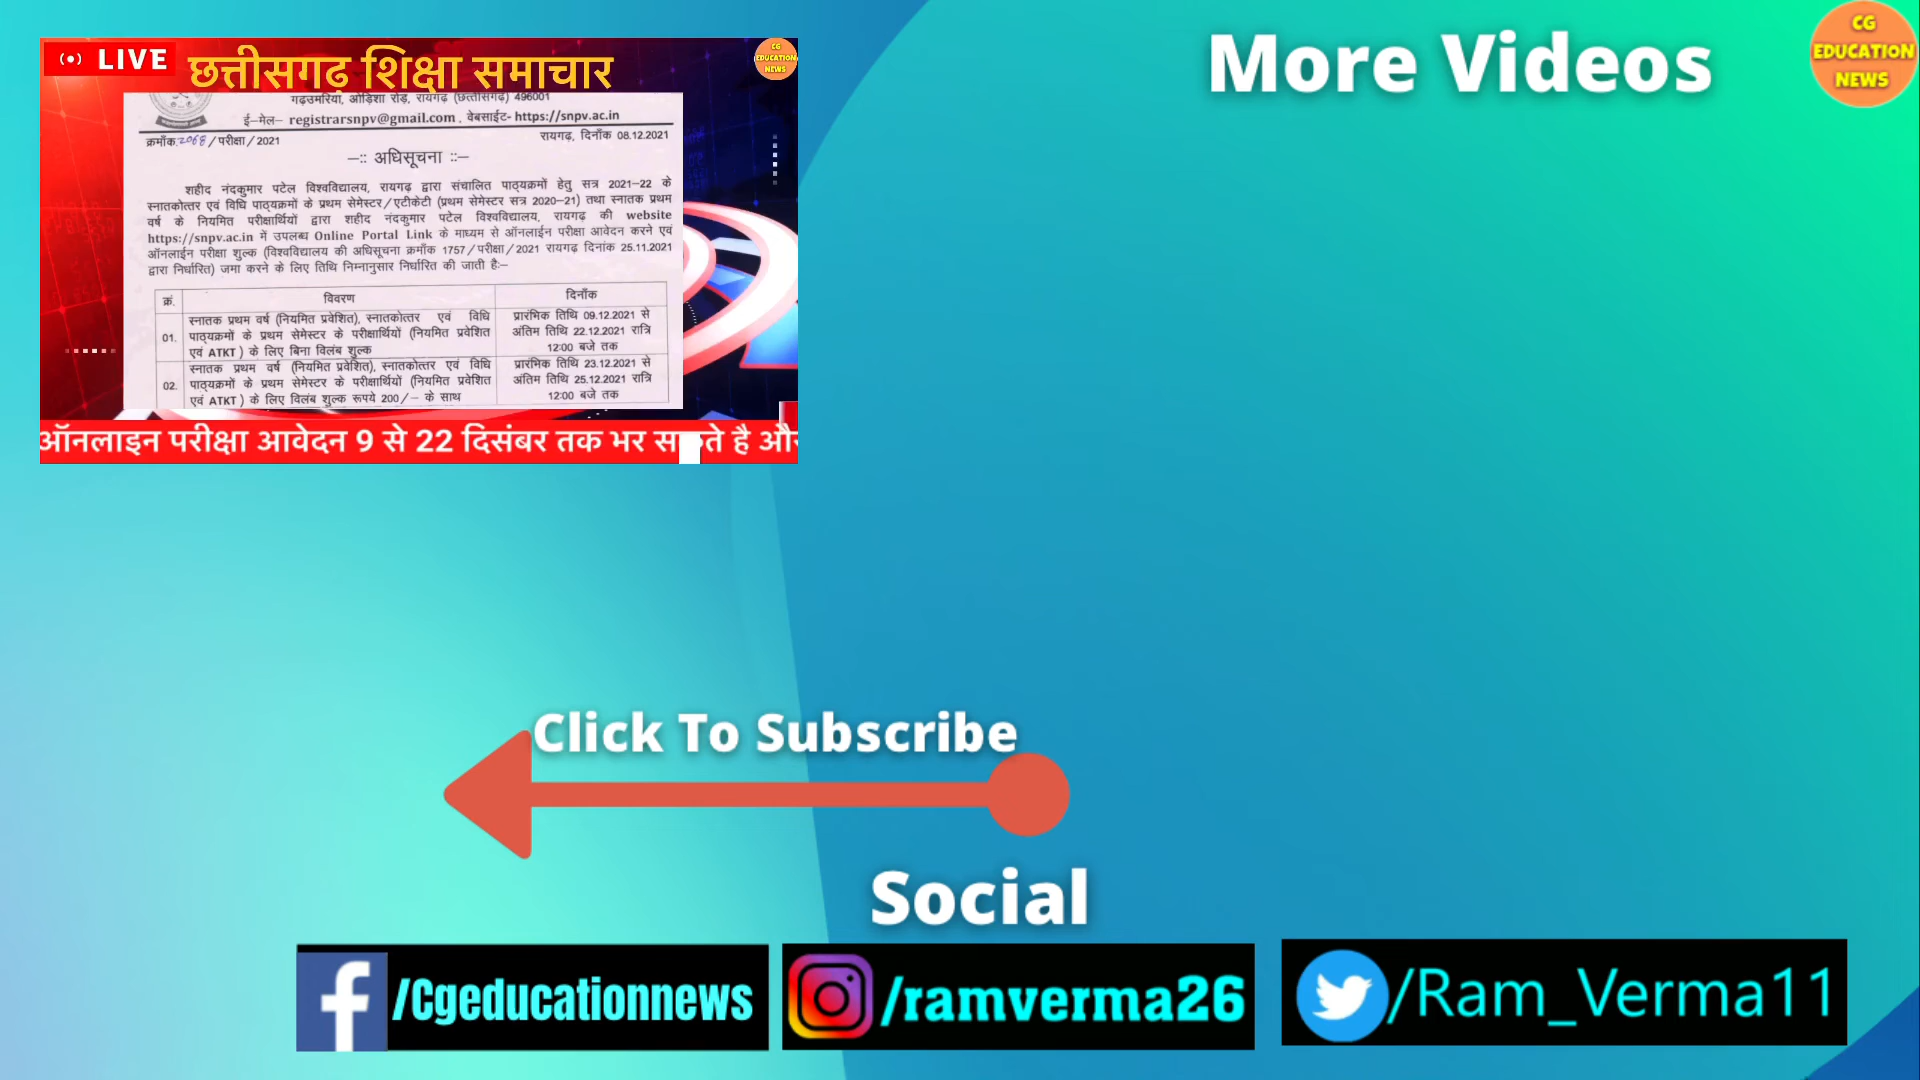 LIVE
छत्तीसगढ़ शिक्षा समाचार
CG
EDUCATION
NEWS
गढ़उमरिया, ओड़िशा रोड़, रायगढ़ (छत्तीसगढ़) 496001
ई-मेल- registrarsnpv@gmail.com , वेबसाईट- https://snpv.ac.in
क्रमाँक 2068/परीक्षा/2021
रायगढ़, दिनाँक 08.12.2021
-:: अधिसूचना ::-
शहीद नंदकुमार पटेल विश्वविद्यालय, रायगढ़ द्वारा संचालित पाठ्यक्रमों हेतु सत्र 2021-22 के
स्नातकोत्तर एवं विधि पाठ्यक्रमों के प्रथम सेमेस्टर/एटीकेटी (प्रथम सेमेस्टर सत्र 2020-21) तथा स्नातक प्रथम
वर्ष के नियमित परीक्षार्थियों द्वारा शहीद नंदकुमार पटेल विश्वविद्यालय, रायगढ़ की website
https://snpv.ac.in में उपलब्ध Online Portal Link के माध्यम से ऑनलाईन परीक्षा आवेदन करने एवं
ऑनलाईन परीक्षा शुल्क (विश्वविद्यालय की अधिसूचना क्रमाँक 1757/परीक्षा/2021 रायगढ़ दिनांक 25.11.2021
द्वारा निर्धारित) जमा करने के लिए तिथि निम्नानुसार निर्धारित की जाती है:-
क्रं. विवरण दिनाँक
01. स्नातक प्रथम वर्ष (नियमित प्रवेशित), स्नातकोत्तर एवं विधि
पाठ्यक्रमों के प्रथम सेमेस्टर के परीक्षार्थियों (नियमित प्रवेशित
एवं ATKT ) के लिए बिना विलंब शुल्क
प्रारंभिक तिथि 09.12.2021 से
अंतिम तिथि 22.12.2021 रात्रि
12:00 बजे तक
02. स्नातक प्रथम वर्ष (नियमित प्रवेशित), स्नातकोत्तर एवं विधि
पाठ्यक्रमों के प्रथम सेमेस्टर के परीक्षार्थियों (नियमित प्रवेशित
एवं ATKT ) के लिए विलंब शुल्क रूपये 200/- के साथ
प्रारंभिक तिथि 23.12.2021 से
अंतिम तिथि 25.12.2021 रात्रि
12:00 बजे तक
ऑनलाइन परीक्षा आवेदन 9 से 22 दिसंबर तक भर है
More Videos
CG
EDUCATION
NEWS
Click To Subscribe
Social
/Cgeducationnews
/ramverma26
/Ram_Verma11